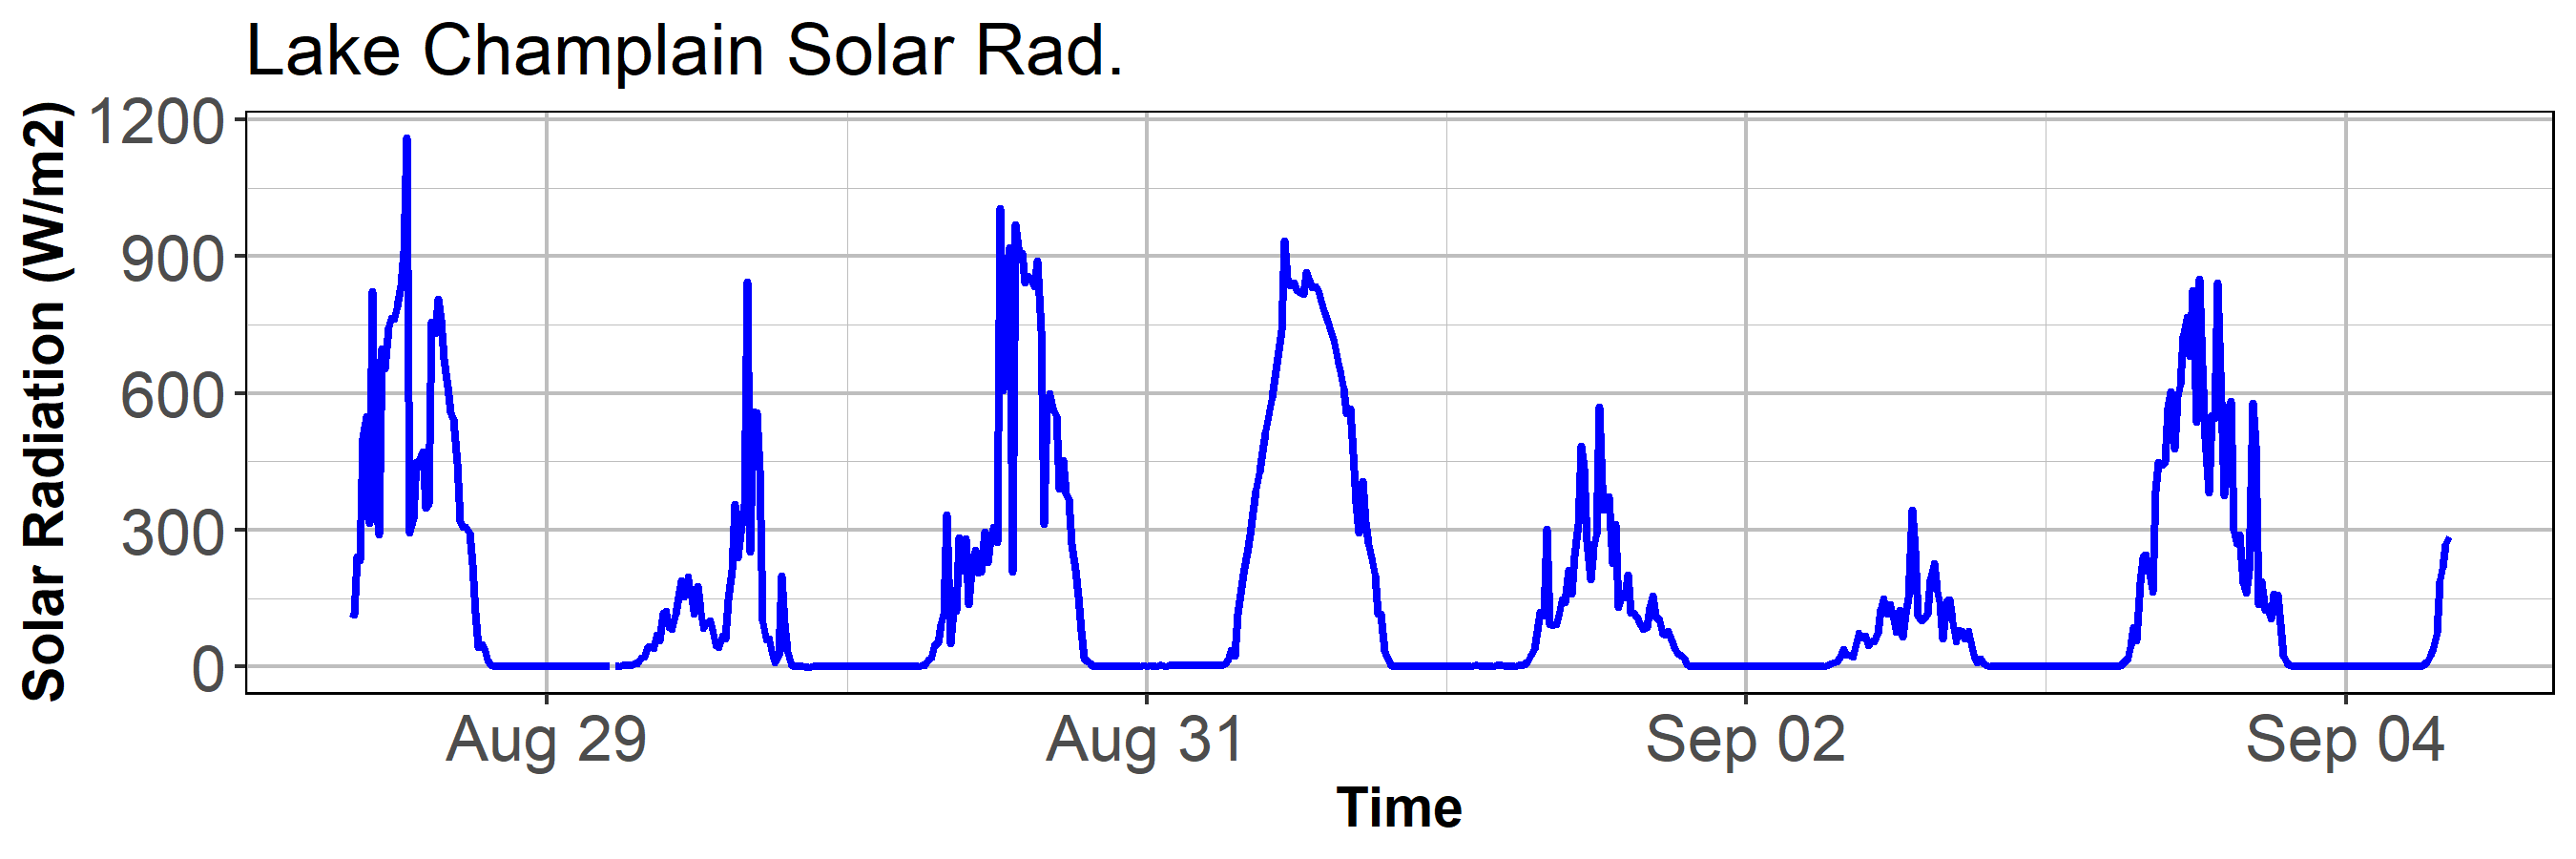 Lake Champlain Solar Rad.
Solar Radiation (W/m2)
1200
900
600
300
0
Aug 29 Aug 31 Sep 02 Sep 04
Time